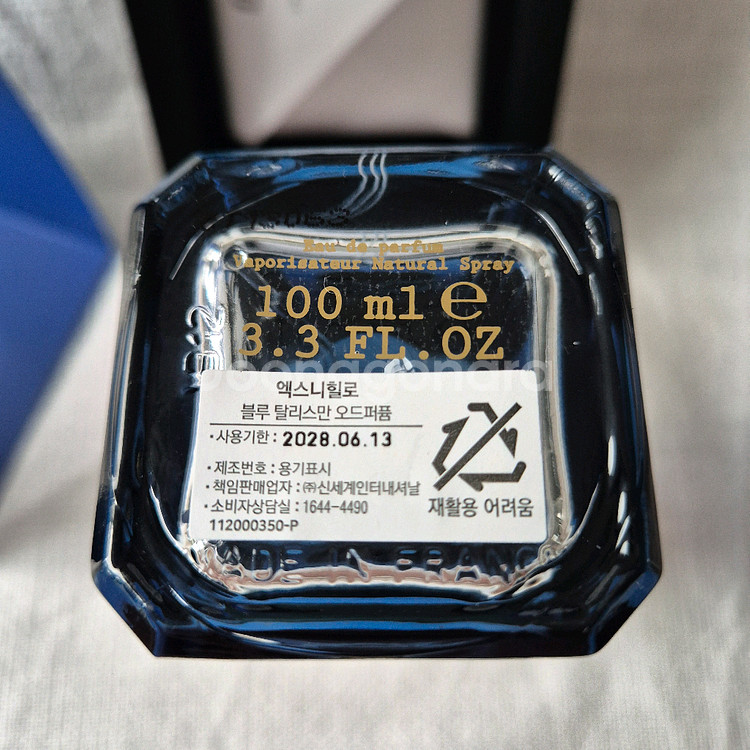 Eau de parfum
Vaporisateur Natural Spray
100 ml e
3.3 FL.OZ
엑스니힐로
블루 탈리스만 오드퍼퓸
·사용기한 : 2028.06.13
·제조번호 : 용기표시
·책임판매업자 : ㈜신세계인터내셔날
·소비자상담실 : 1644-4490
112000350-P
재활용 어려움
MADE IN FRANCE